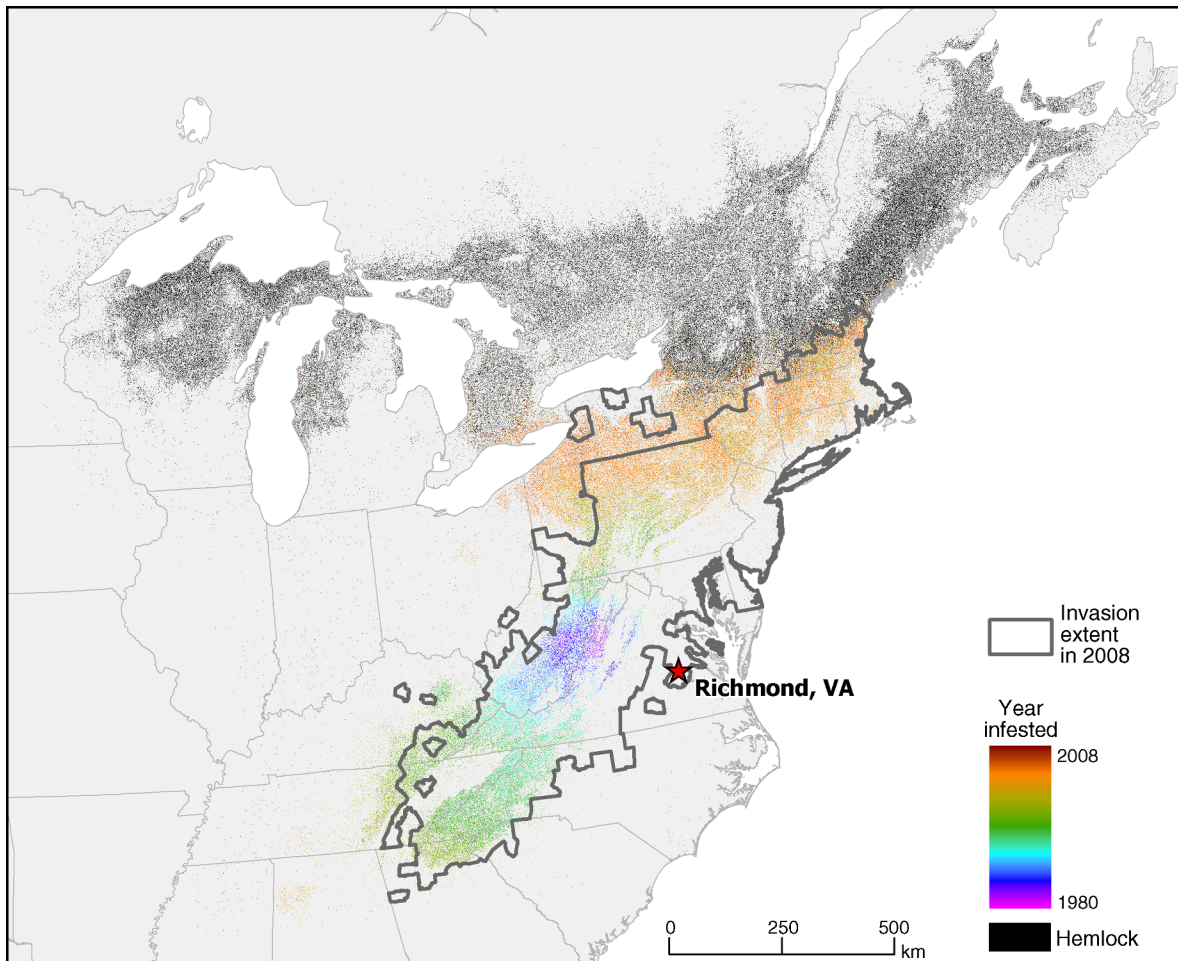 Richmond, VA
Invasion
extent
in 2008
Year
infested
2008
1980
Hemlock
0 250 500
km